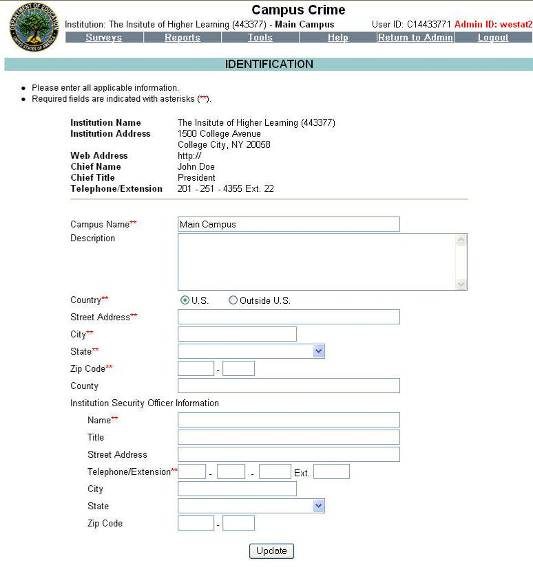 Campus Crime
Institution: The Insitute of Higher Learning (443377) - Main Campus User ID: C14433771 Admin ID: westat2
Surveys Reports Tools Help Return to Admin Logout
IDENTIFICATION
• Please enter all applicable information.
• Required fields are indicated with asterisks (**).
Institution Name The Insitute of Higher Learning (443377)
Institution Address 1500 College Avenue
College City, NY 20058
Web Address http://
Chief Name John Doe
Chief Title President
Telephone/Extension 201 - 251 - 4355 Ext. 22
Campus Name** Main Campus
Description
Country** U.S. Outside U.S.
Street Address**
City**
State**
Zip Code** -
County
Institution Security Officer Information
Name**
Title
Street Address
Telephone/Extension** - - Ext.
City
State
Zip Code -
Update